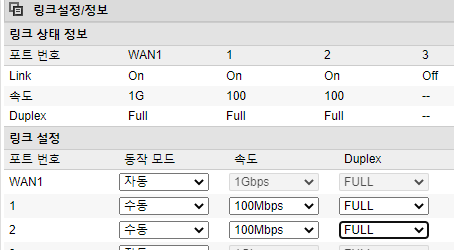 링크설정/정보
링크 상태 정보
포트 번호 WAN1 1 2 3
Link On On On Off
속도 1G 100 100 --
Duplex Full Full Full --
링크 설정
포트 번호 동작 모드 속도 Duplex
WAN1 자동 1Gbps FULL
1 수동 100Mbps FULL
2 수동 100Mbps FULL